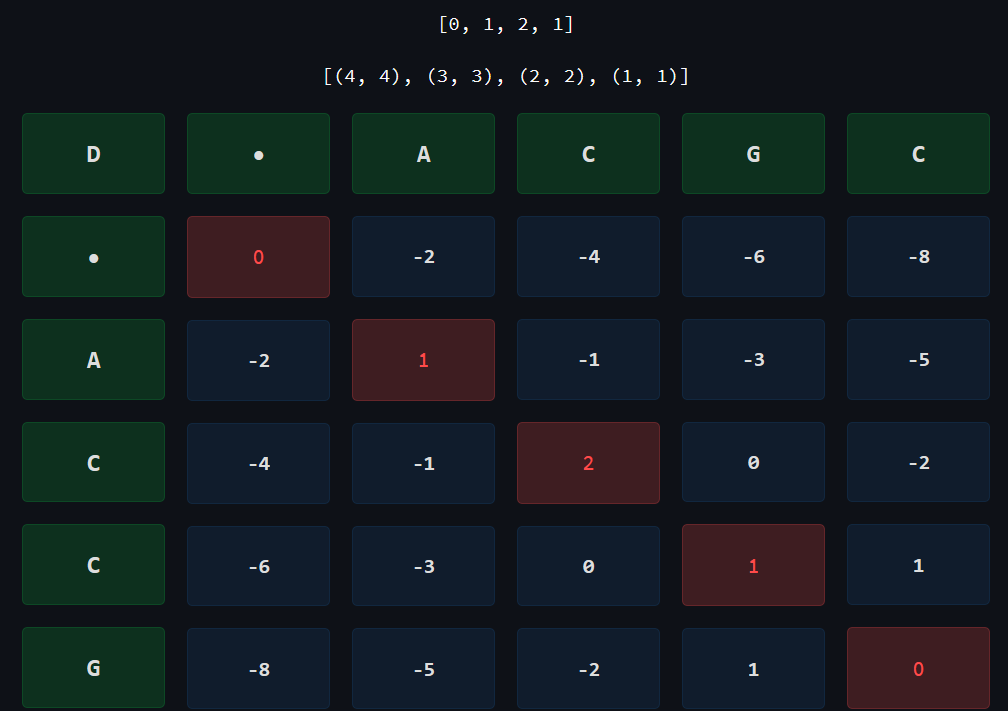 [0, 1, 2, 1]
[(4, 4), (3, 3), (2, 2), (1, 1)]
D • A C G C
• 0 -2 -4 -6 -8
A -2 1 -1 -3 -5
C -4 -1 2 0 -2
C -6 -3 0 1 1
G -8 -5 -2 1 0